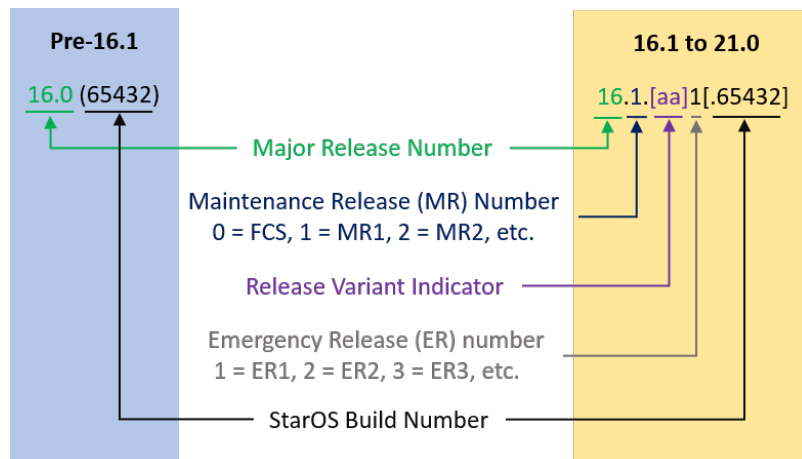 Pre-16.1
16.1 to 21.0
16.0 (65432)
16.1.[aa]1[.65432]
Major Release Number
Maintenance Release (MR) Number
0 = FCS, 1 = MR1, 2 = MR2, etc.
Release Variant Indicator
Emergency Release (ER) number
1 = ER1, 2 = ER2, 3 = ER3, etc.
StarOS Build Number